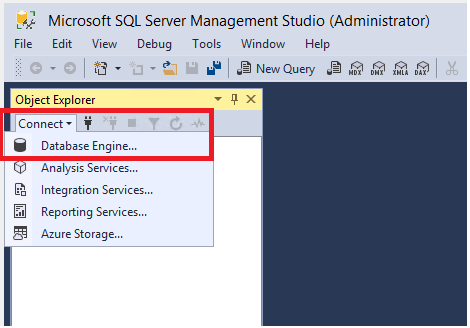 Microsoft SQL Server Management Studio (Administrator)
File Edit View Debug Tools Window Help
New Query MDX DMX XMLA DAX
Object Explorer
Connect
Database Engine...
Analysis Services...
Integration Services...
Reporting Services...
Azure Storage...